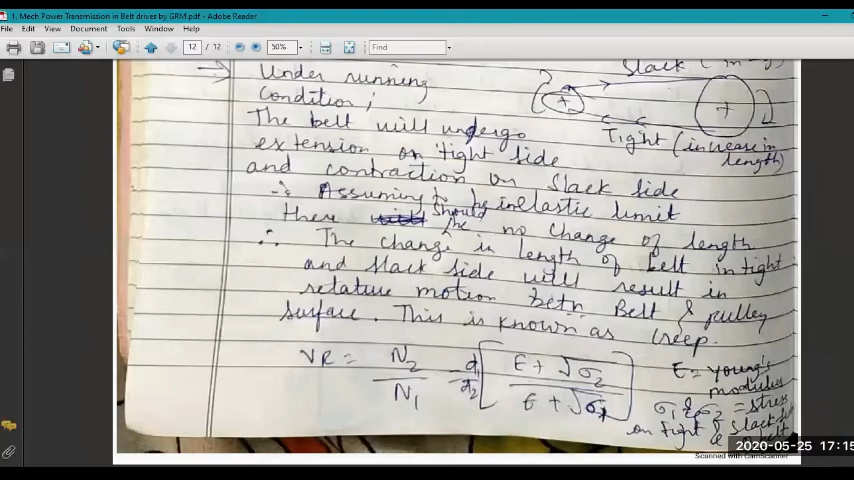 1. Mech Power Transmission in Belt drives by GRM.pdf - Adobe Reader
File Edit View Document Tools Window Help
12 / 12 50% Find
Slack
→ Under running
condition;
The belt will undergo
extension on tight side
Tight (increase in
length)
and contraction on Slack side
∴ Assuming to be in elastic limit
there should be no change of length
∴ The change in length of belt in tight
and slack side will result in
relative motion betn Belt & pulley
surface. This is known as creep.
VR = N2/N1 = d1/d2 [E + √σ2 / E + √σ1]
E = young's
modulus
σ1 & σ2 = stress
on tight & Slack side
2020-05-25 17:15
Scanned with CamScanner